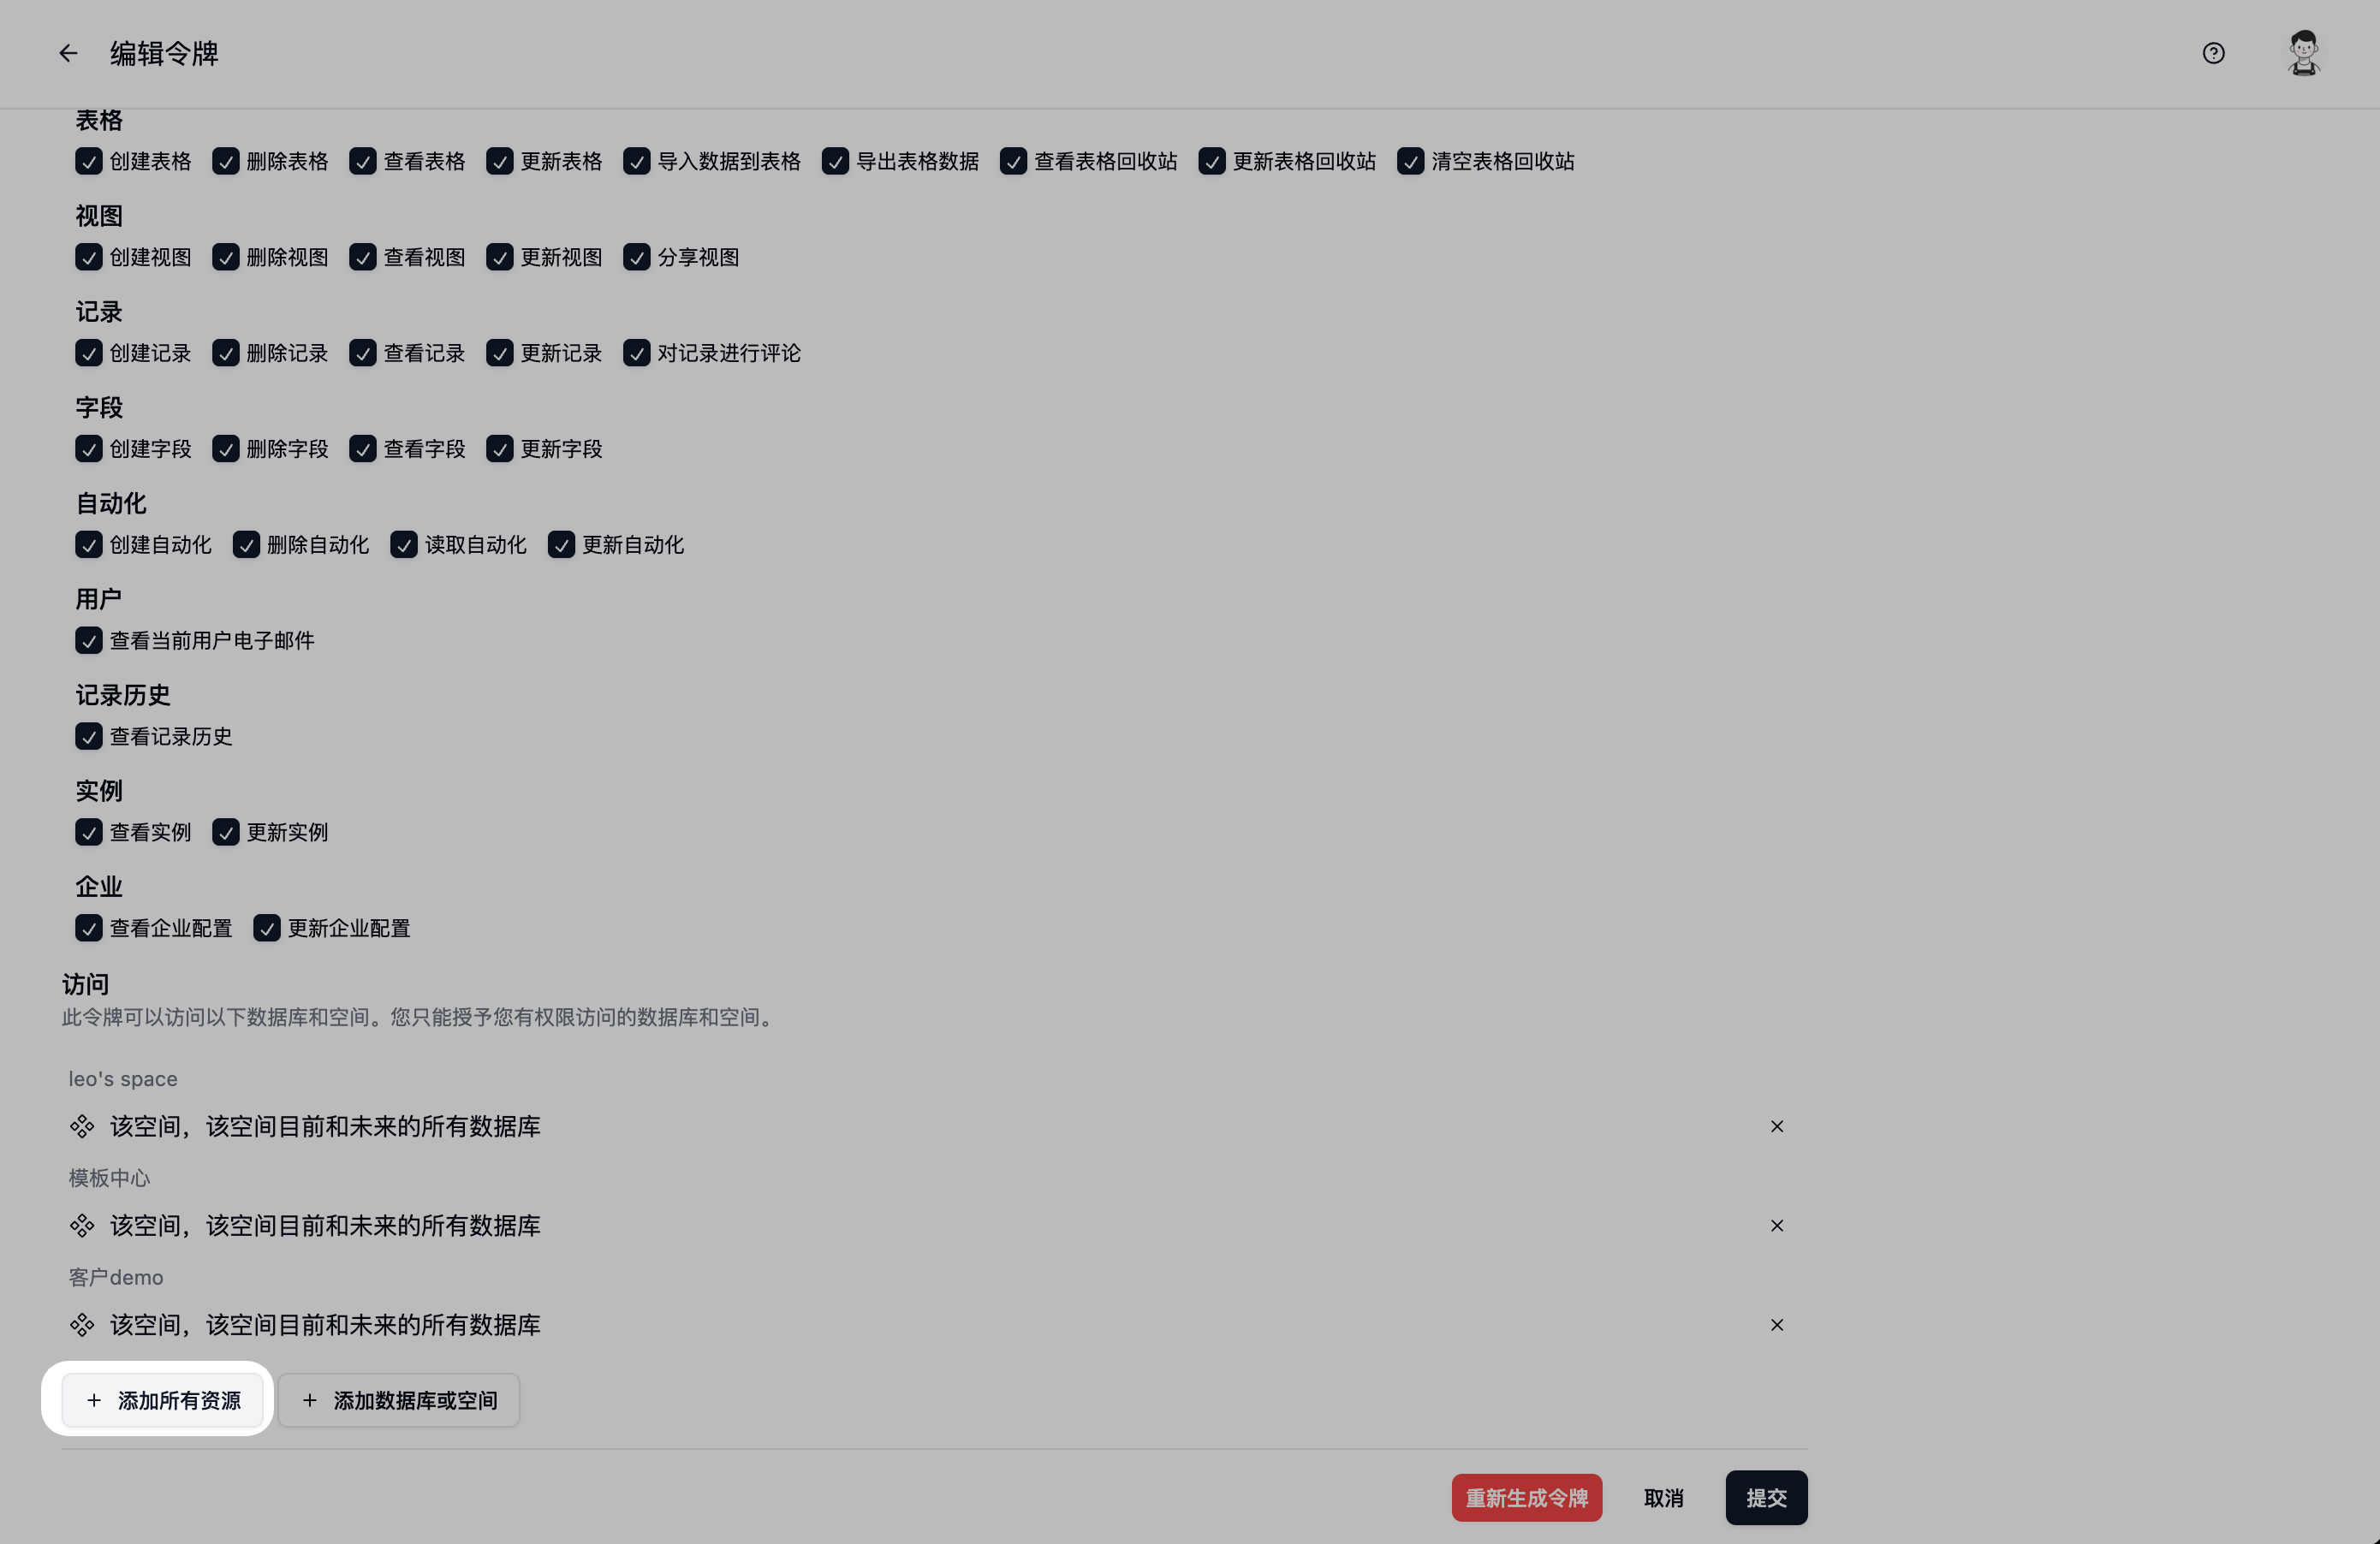 编辑令牌
表格
创建表格 删除表格 查看表格 更新表格 导入数据到表格 导出表格数据 查看表格回收站 更新表格回收站 清空表格回收站
视图
创建视图 删除视图 查看视图 更新视图 分享视图
记录
创建记录 删除记录 查看记录 更新记录 对记录进行评论
字段
创建字段 删除字段 查看字段 更新字段
自动化
创建自动化 删除自动化 读取自动化 更新自动化
用户
查看当前用户电子邮件
记录历史
查看记录历史
实例
查看实例 更新实例
企业
查看企业配置 更新企业配置
访问
此令牌可以访问以下数据库和空间。您只能授予您有权限访问的数据库和空间。
leo's space
该空间，该空间目前和未来的所有数据库
模板中心
该空间，该空间目前和未来的所有数据库
客户demo
该空间，该空间目前和未来的所有数据库
+ 添加所有资源 + 添加数据库或空间
重新生成令牌 取消 提交